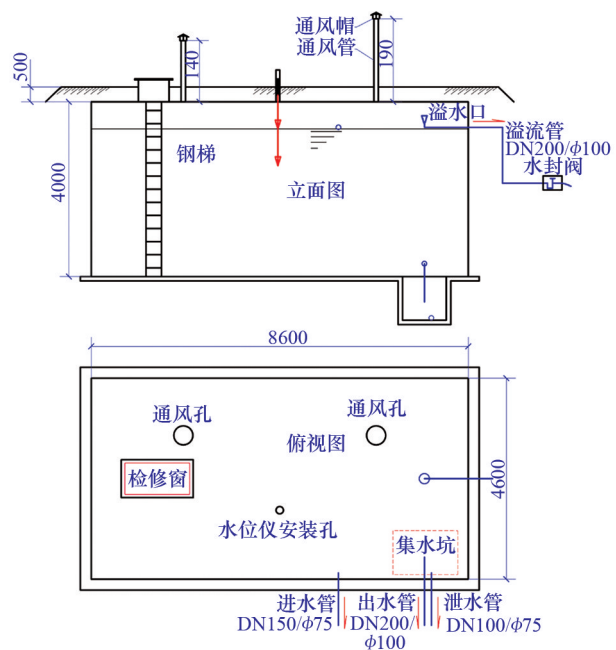 通风帽
通风管
500
140
190
溢水口
溢流管
DN200/ϕ100
水封阀
钢梯
4000
立面图
8600
通风孔
通风孔
俯视图
检修窗
4600
水位仪安装孔
集水坑
进水管
DN150/ϕ75
出水管
DN200/
ϕ100
泄水管
DN100/ϕ75